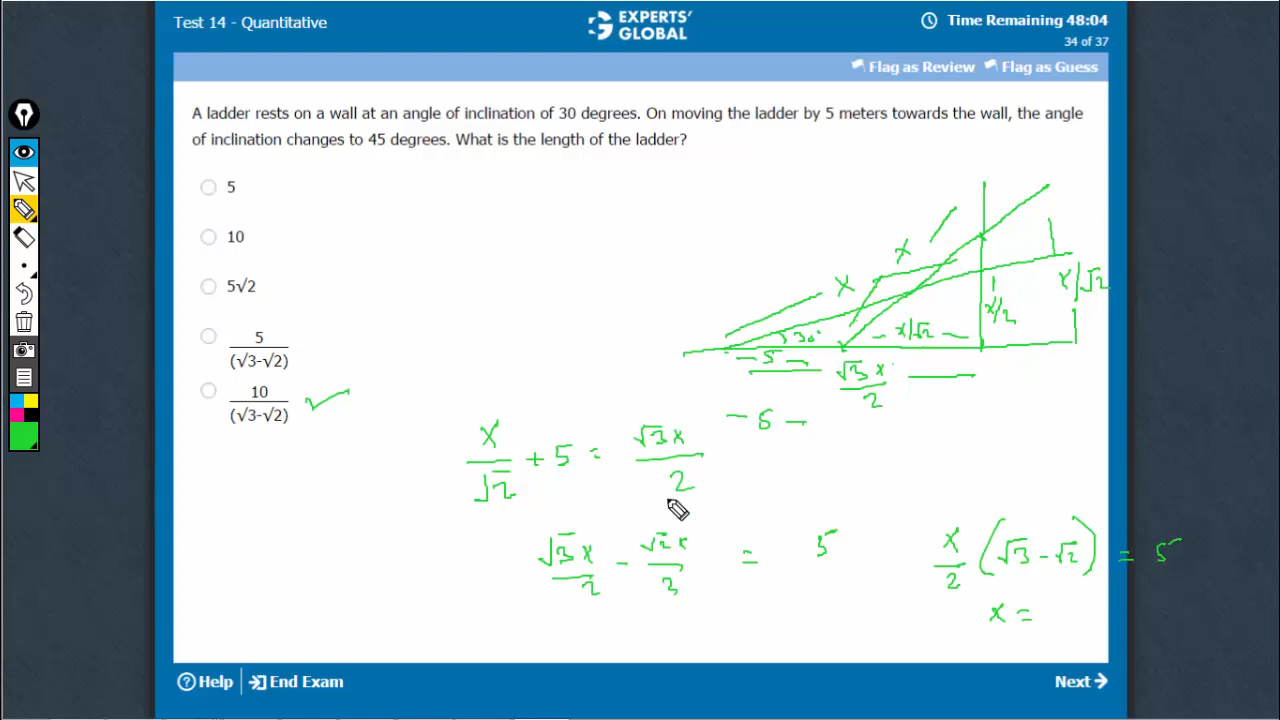 Test 14 - Quantitative
EXPERTS'
GLOBAL
Time Remaining 48:04
34 of 37
Flag as Review
Flag as Guess
A ladder rests on a wall at an angle of inclination of 30 degrees. On moving the ladder by 5 meters towards the wall, the angle
of inclination changes to 45 degrees. What is the length of the ladder?
5
10
5√2
5
(√3-√2)
10
(√3-√2)
x
x
x/√2
x/2
30°
x/√2
5
√3 x
2
5
x/√2 + 5 = √3x/2
√3x/2 - √2x/3 = 5
x/2 (√3 - √2) = 5
x =
Help
End Exam
Next